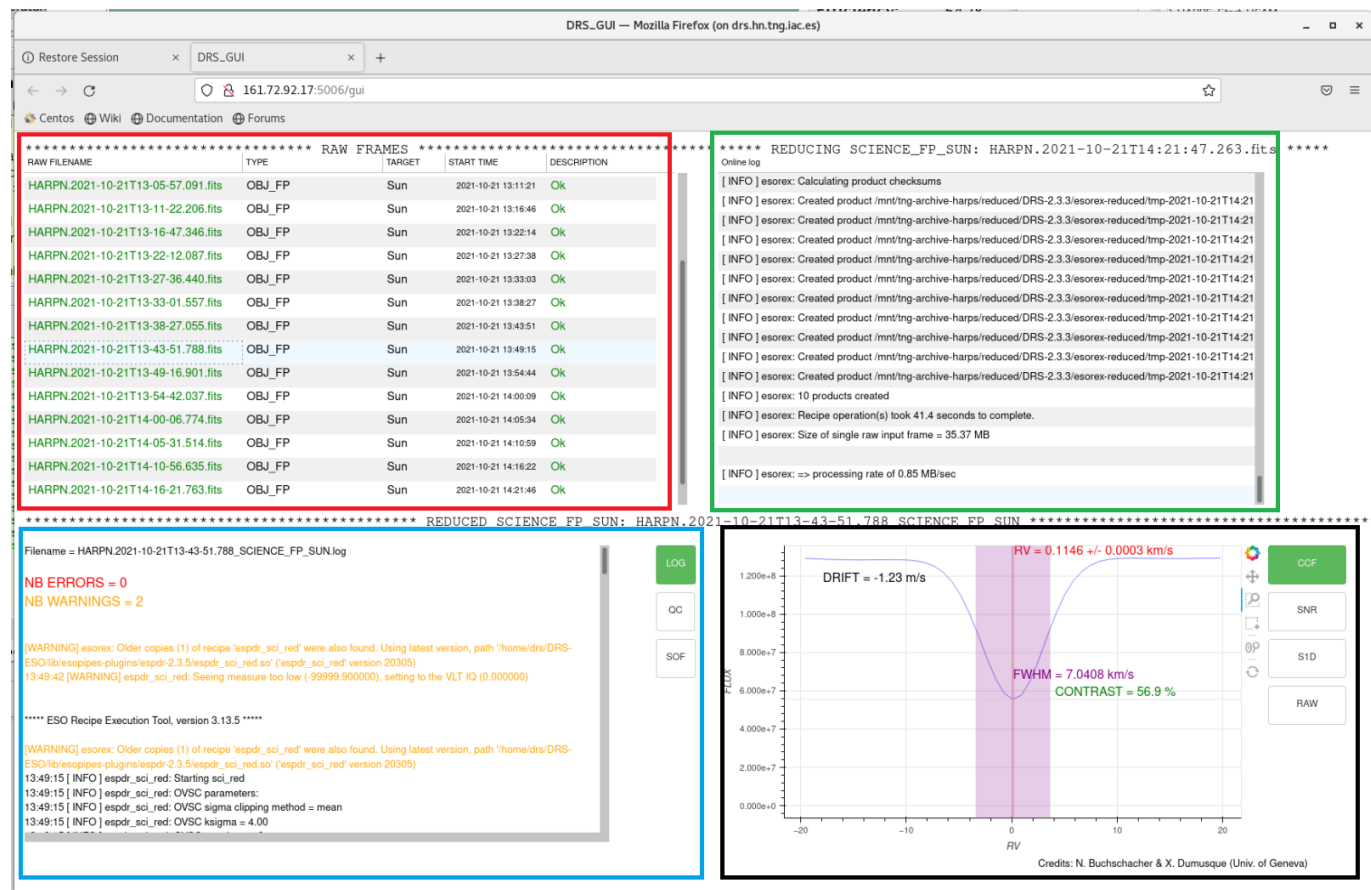 DRS_GUI — Mozilla Firefox (on drs.hn.tng.iac.es)
Restore Session × DRS_GUI × +
161.72.92.17:5006/gui
Centos Wiki Documentation Forums
********************************* RAW FRAMES *********************************
RAW FILENAME TYPE TARGET START TIME DESCRIPTION
HARPN.2021-10-21T13-05-57.091.fits OBJ_FP Sun 2021-10-21 13:11:21 Ok
HARPN.2021-10-21T13-11-22.206.fits OBJ_FP Sun 2021-10-21 13:16:46 Ok
HARPN.2021-10-21T13-16-47.346.fits OBJ_FP Sun 2021-10-21 13:22:14 Ok
HARPN.2021-10-21T13-22-12.087.fits OBJ_FP Sun 2021-10-21 13:27:38 Ok
HARPN.2021-10-21T13-27-36.440.fits OBJ_FP Sun 2021-10-21 13:33:03 Ok
HARPN.2021-10-21T13-33-01.557.fits OBJ_FP Sun 2021-10-21 13:38:27 Ok
HARPN.2021-10-21T13-38-27.055.fits OBJ_FP Sun 2021-10-21 13:43:51 Ok
HARPN.2021-10-21T13-43-51.788.fits OBJ_FP Sun 2021-10-21 13:49:15 Ok
HARPN.2021-10-21T13-49-16.901.fits OBJ_FP Sun 2021-10-21 13:54:44 Ok
HARPN.2021-10-21T13-54-42.037.fits OBJ_FP Sun 2021-10-21 14:00:09 Ok
HARPN.2021-10-21T14-00-06.774.fits OBJ_FP Sun 2021-10-21 14:05:34 Ok
HARPN.2021-10-21T14-05-31.514.fits OBJ_FP Sun 2021-10-21 14:10:59 Ok
HARPN.2021-10-21T14-10-56.635.fits OBJ_FP Sun 2021-10-21 14:16:22 Ok
HARPN.2021-10-21T14-16-21.763.fits OBJ_FP Sun 2021-10-21 14:21:46 Ok
***** REDUCING SCIENCE_FP_SUN: HARPN.2021-10-21T14:21:47.263.fits *****
Online log
[ INFO ] esorex: Calculating product checksums
[ INFO ] esorex: Created product /mnt/tng-archive-harps/reduced/DRS-2.3.3/esorex-reduced/tmp-2021-10-21T14:21
[ INFO ] esorex: Created product /mnt/tng-archive-harps/reduced/DRS-2.3.3/esorex-reduced/tmp-2021-10-21T14:21
[ INFO ] esorex: Created product /mnt/tng-archive-harps/reduced/DRS-2.3.3/esorex-reduced/tmp-2021-10-21T14:21
[ INFO ] esorex: Created product /mnt/tng-archive-harps/reduced/DRS-2.3.3/esorex-reduced/tmp-2021-10-21T14:21
[ INFO ] esorex: Created product /mnt/tng-archive-harps/reduced/DRS-2.3.3/esorex-reduced/tmp-2021-10-21T14:21
[ INFO ] esorex: Created product /mnt/tng-archive-harps/reduced/DRS-2.3.3/esorex-reduced/tmp-2021-10-21T14:21
[ INFO ] esorex: Created product /mnt/tng-archive-harps/reduced/DRS-2.3.3/esorex-reduced/tmp-2021-10-21T14:21
[ INFO ] esorex: Created product /mnt/tng-archive-harps/reduced/DRS-2.3.3/esorex-reduced/tmp-2021-10-21T14:21
[ INFO ] esorex: Created product /mnt/tng-archive-harps/reduced/DRS-2.3.3/esorex-reduced/tmp-2021-10-21T14:21
[ INFO ] esorex: Created product /mnt/tng-archive-harps/reduced/DRS-2.3.3/esorex-reduced/tmp-2021-10-21T14:21
[ INFO ] esorex: 10 products created
[ INFO ] esorex: Recipe operation(s) took 41.4 seconds to complete.
[ INFO ] esorex: Size of single raw input frame = 35.37 MB
[ INFO ] esorex: => processing rate of 0.85 MB/sec
********************************************* REDUCED SCIENCE_FP_SUN: HARPN.2021-10-21T13-43-51.788_SCIENCE_FP_SUN ***************************************
Filename = HARPN.2021-10-21T13-43-51.788_SCIENCE_FP_SUN.log
NB ERRORS = 0
NB WARNINGS = 2
[WARNING] esorex: Older copies (1) of recipe 'espdr_sci_red' were also found. Using latest version, path '/home/drs/DRS-
ESO/lib/esopipes-plugins/espdr-2.3.5/espdr_sci_red.so' ('espdr_sci_red' version 20305)
13:49:42 [WARNING] espdr_sci_red: Seeing measure too low (-99999.900000), setting to the VLT IQ (0.000000)
***** ESO Recipe Execution Tool, version 3.13.5 *****
[WARNING] esorex: Older copies (1) of recipe 'espdr_sci_red' were also found. Using latest version, path '/home/drs/DRS-
ESO/lib/esopipes-plugins/espdr-2.3.5/espdr_sci_red.so' ('espdr_sci_red' version 20305)
13:49:15 [ INFO ] espdr_sci_red: Starting sci_red
13:49:15 [ INFO ] espdr_sci_red: OVSC parameters:
13:49:15 [ INFO ] espdr_sci_red: OVSC sigma clipping method = mean
13:49:15 [ INFO ] espdr_sci_red: OVSC ksigma = 4.00
LOG
QC
SOF
RV = 0.1146 +/- 0.0003 km/s
DRIFT = -1.23 m/s
FWHM = 7.0408 km/s
CONTRAST = 56.9 %
FLUX
1.200e+8
1.000e+8
8.000e+7
6.000e+7
4.000e+7
2.000e+7
0.000e+0
-20 -10 0 10 20
RV
CCF
SNR
S1D
RAW
Credits: N. Buchschacher & X. Dumusque (Univ. of Geneva)